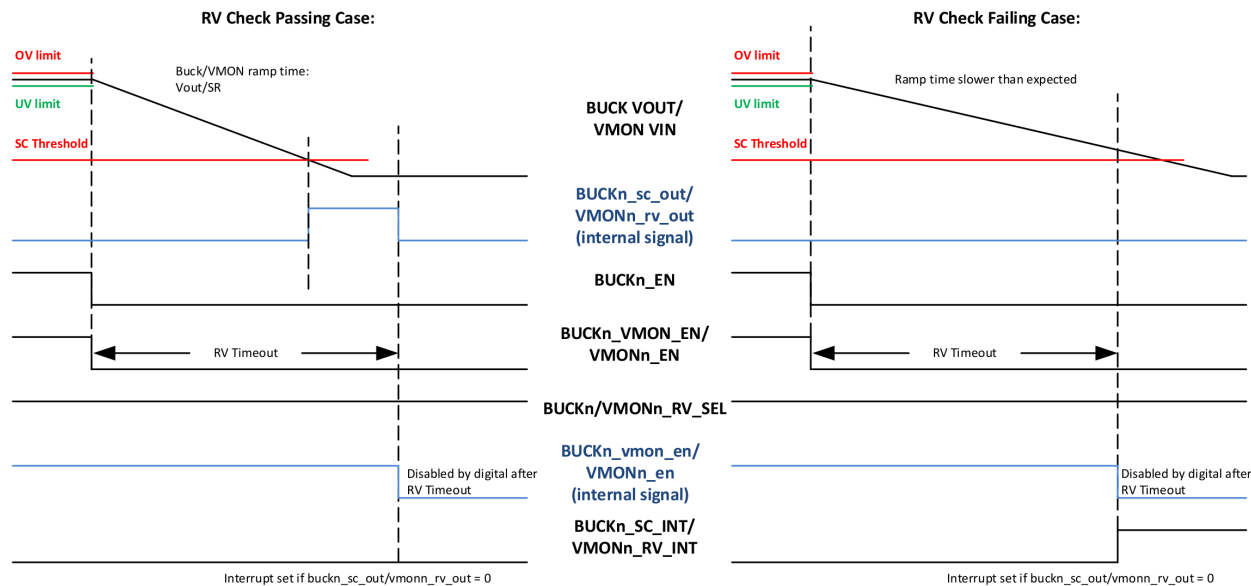 RV Check Passing Case:
RV Check Failing Case:
OV limit
Buck/VMON ramp time:
Vout/SR
UV limit
SC Threshold
BUCK VOUT/
VMON VIN
OV limit
Ramp time slower than expected
UV limit
SC Threshold
BUCKn_sc_out/
VMONn_rv_out
(internal signal)
BUCKn_EN
RV Timeout
BUCKn_VMON_EN/
VMONn_EN
RV Timeout
BUCKn/VMONn_RV_SEL
Disabled by digital after
RV Timeout
BUCKn_vmon_en/
VMONn_en
(internal signal)
Disabled by digital after
RV Timeout
BUCKn_SC_INT/
VMONn_RV_INT
Interrupt set if buckn_sc_out/vmonn_rv_out = 0
Interrupt set if buckn_sc_out/vmonn_rv_out = 0